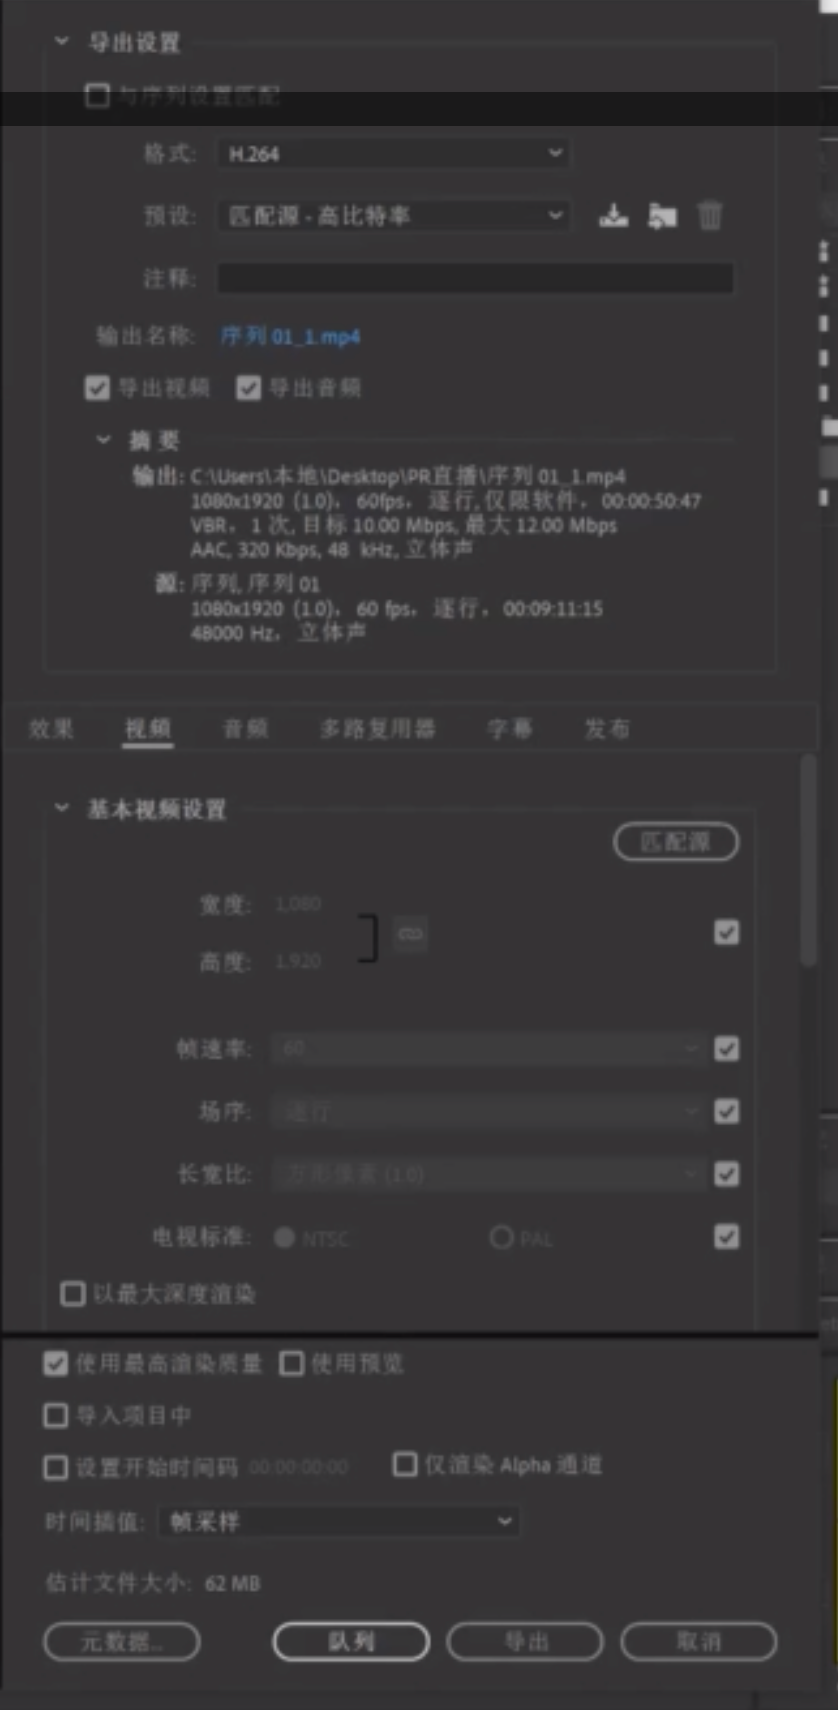 导出设置
与序列设置匹配
格式: H.264
预设: 匹配源 - 高比特率
注释:
输出名称: 序列 01_1.mp4
导出视频 导出音频
摘要
输出: C:\Users\本地\Desktop\PR直播\序列 01_1.mp4
1080x1920 (1.0), 60fps, 逐行, 仅限软件, 00:00:50:47
VBR, 1 次, 目标 10.00 Mbps, 最大 12.00 Mbps
AAC, 320 Kbps, 48 kHz, 立体声
源: 序列, 序列 01
1080x1920 (1.0), 60 fps, 逐行, 00:09:11:15
48000 Hz, 立体声
效果 视频 音频 多路复用器 字幕 发布
基本视频设置
匹配源
宽度: 1,080
高度: 1,920
帧速率: 60
场序: 逐行
长宽比: 方形像素 (1.0)
电视标准: NTSC PAL
以最大深度渲染
使用最高渲染质量 使用预览
导入项目中
设置开始时间码 00:00:00:00 仅渲染 Alpha 通道
时间插值: 帧采样
估计文件大小: 62 MB
元数据... 队列 导出 取消